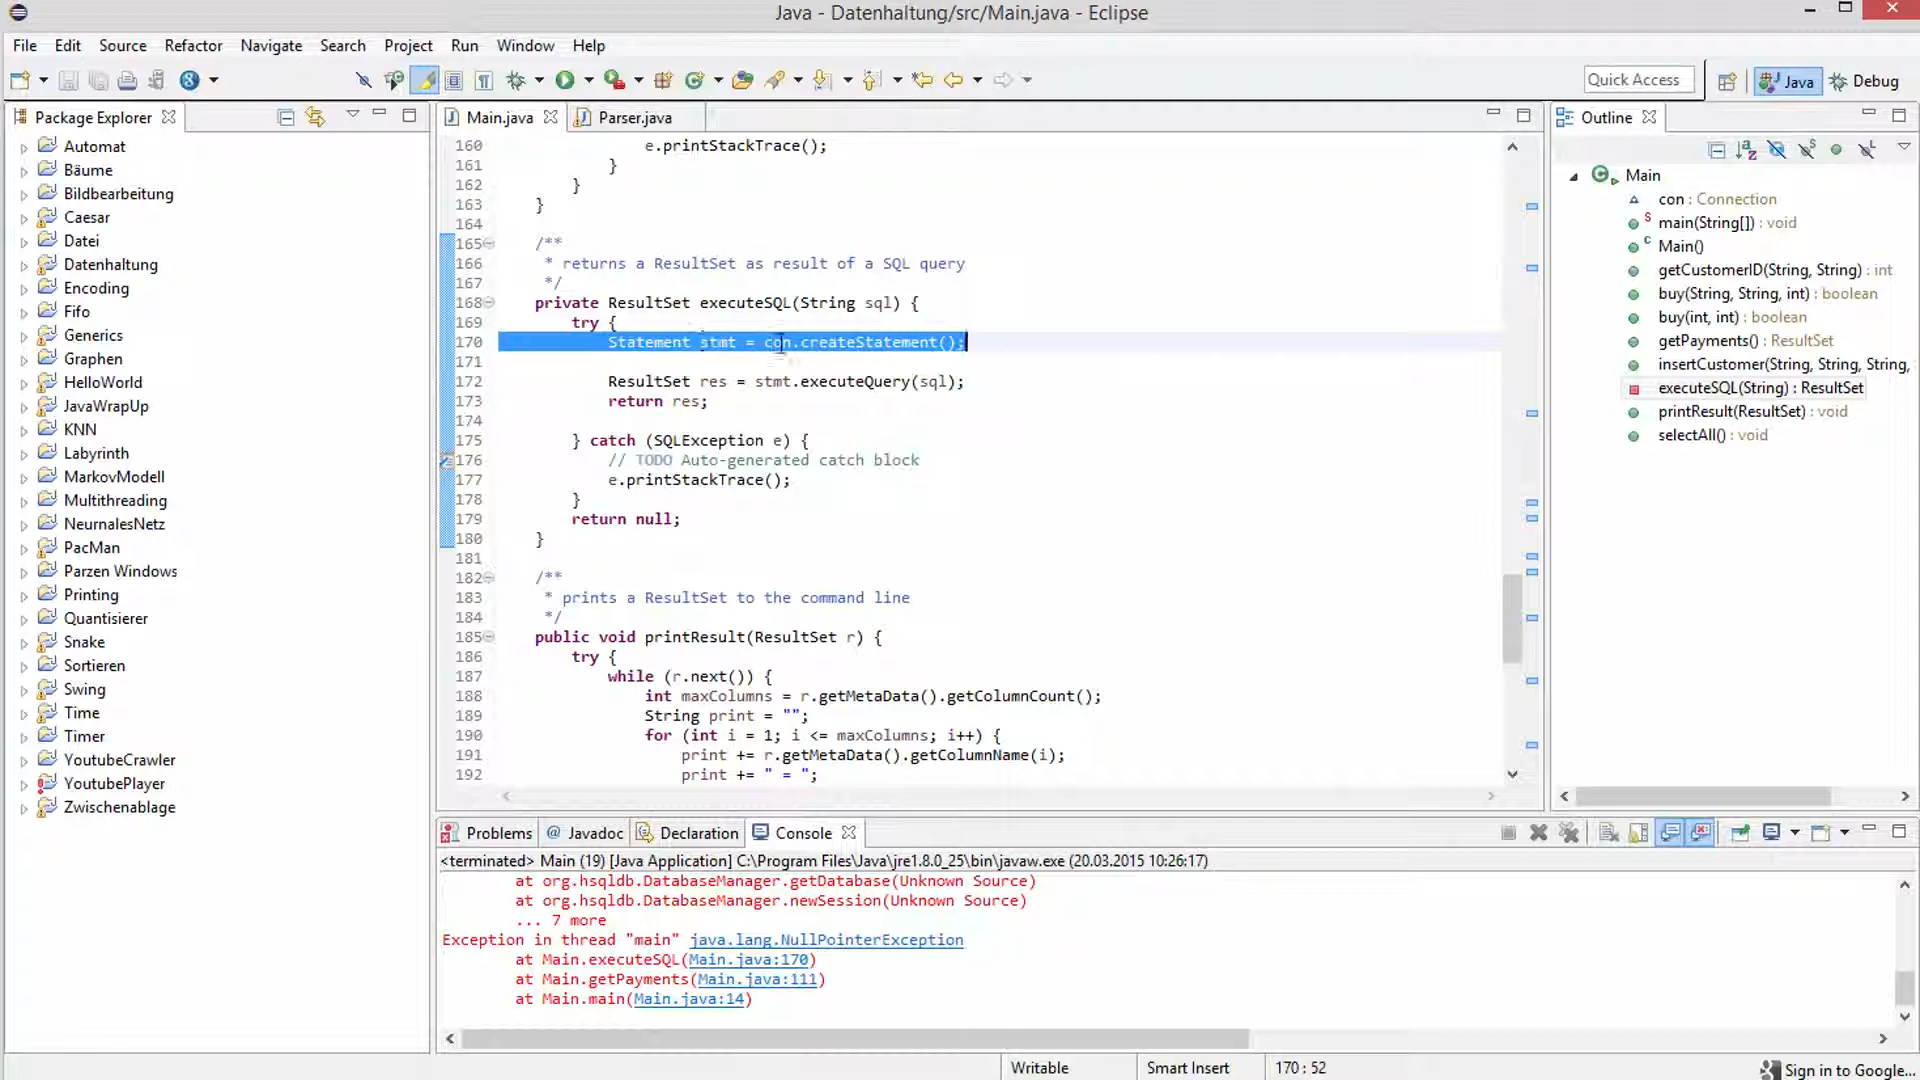 Java - Datenhaltung/src/Main.java - Eclipse
File Edit Source Refactor Navigate Search Project Run Window Help
Quick Access
Java
Debug
Package Explorer
Automat
Bäume
Bildbearbeitung
Caesar
Datei
Datenhaltung
Encoding
Fifo
Generics
Graphen
HelloWorld
JavaWrapUp
KNN
Labyrinth
MarkovModell
Multithreading
NeurnalesNetz
PacMan
Parzen Windows
Printing
Quantisierer
Snake
Sortieren
Swing
Time
Timer
YoutubeCrawler
YoutubePlayer
Zwischenablage
Main.java
Parser.java
160 e.printStackTrace();
161 }
162 }
163 }
164
165 /**
166 * returns a ResultSet as result of a SQL query
167 */
168 private ResultSet executeSQL(String sql) {
169 try {
170 Statement stmt = con.createStatement();
171
172 ResultSet res = stmt.executeQuery(sql);
173 return res;
174
175 } catch (SQLException e) {
176 // TODO Auto-generated catch block
177 e.printStackTrace();
178 }
179 return null;
180 }
181
182 /**
183 * prints a ResultSet to the command line
184 */
185 public void printResult(ResultSet r) {
186 try {
187 while (r.next()) {
188 int maxColumns = r.getMetaData().getColumnCount();
189 String print = "";
190 for (int i = 1; i <= maxColumns; i++) {
191 print += r.getMetaData().getColumnName(i);
192 print += " = ";
Outline
Main
con : Connection
main(String[]) : void
Main()
getCustomerID(String, String) : int
buy(String, String, int) : boolean
buy(int, int) : boolean
getPayments() : ResultSet
insertCustomer(String, String, String,
executeSQL(String) : ResultSet
printResult(ResultSet) : void
selectAll() : void
Problems
@ Javadoc
Declaration
Console
<terminated> Main (19) [Java Application] C:\Program Files\Java\jre1.8.0_25\bin\javaw.exe (20.03.2015 10:26:17)
at org.hsqldb.DatabaseManager.getDatabase(Unknown Source)
at org.hsqldb.DatabaseManager.newSession(Unknown Source)
... 7 more
Exception in thread "main" java.lang.NullPointerException
at Main.executeSQL(Main.java:170)
at Main.getPayments(Main.java:111)
at Main.main(Main.java:14)
Writable
Smart Insert
170 : 52
Sign in to Google...